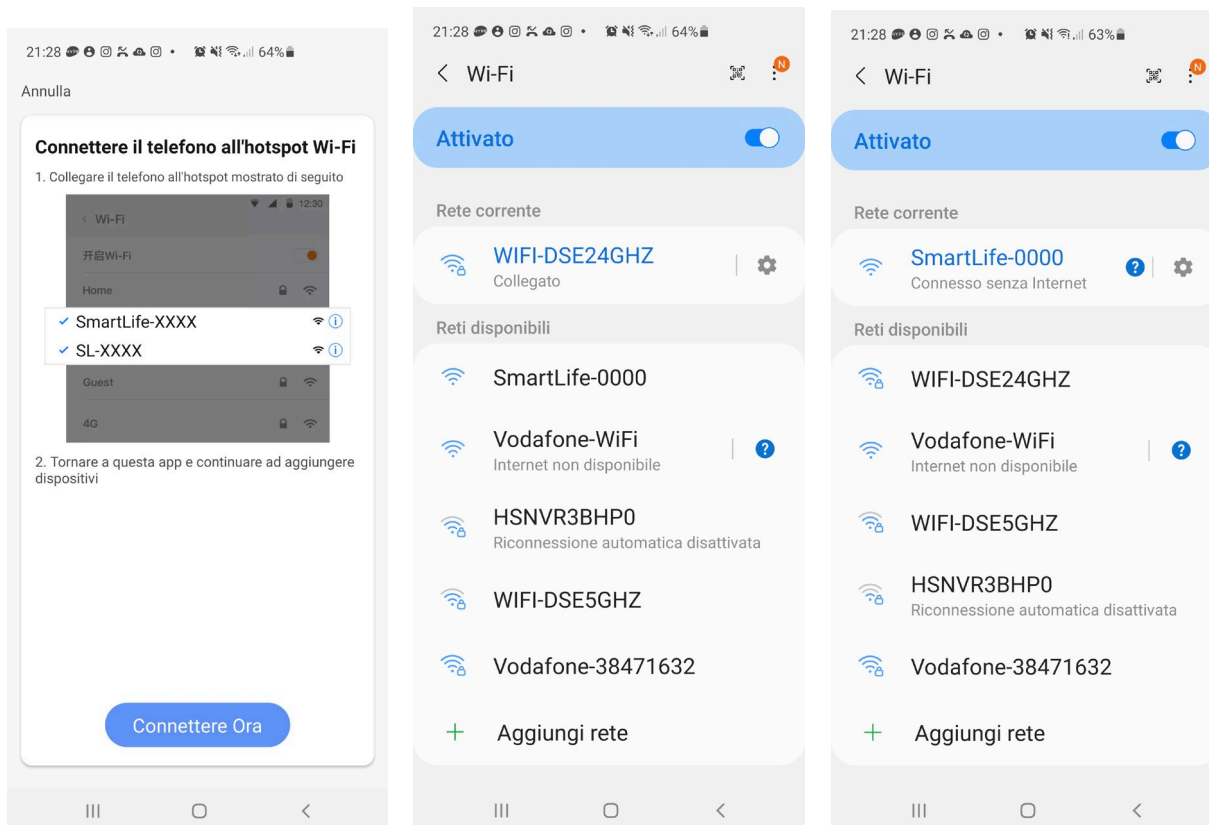 21:28 64%
Annulla
Connettere il telefono all'hotspot Wi-Fi
1. Collegare il telefono all'hotspot mostrato di seguito
12:30
Wi-Fi
开启Wi-Fi
Home
SmartLife-XXXX
SL-XXXX
Guest
4G
2. Tornare a questa app e continuare ad aggiungere
dispositivi
Connettere Ora
21:28 64%
Wi-Fi
N
Attivato
Rete corrente
WIFI-DSE24GHZ
Collegato
Reti disponibili
SmartLife-0000
Vodafone-WiFi
Internet non disponibile
HSNVR3BHP0
Riconnessione automatica disattivata
WIFI-DSE5GHZ
Vodafone-38471632
Aggiungi rete
21:28 63%
Wi-Fi
N
Attivato
Rete corrente
SmartLife-0000
Connesso senza Internet
Reti disponibili
WIFI-DSE24GHZ
Vodafone-WiFi
Internet non disponibile
WIFI-DSE5GHZ
HSNVR3BHP0
Riconnessione automatica disattivata
Vodafone-38471632
Aggiungi rete